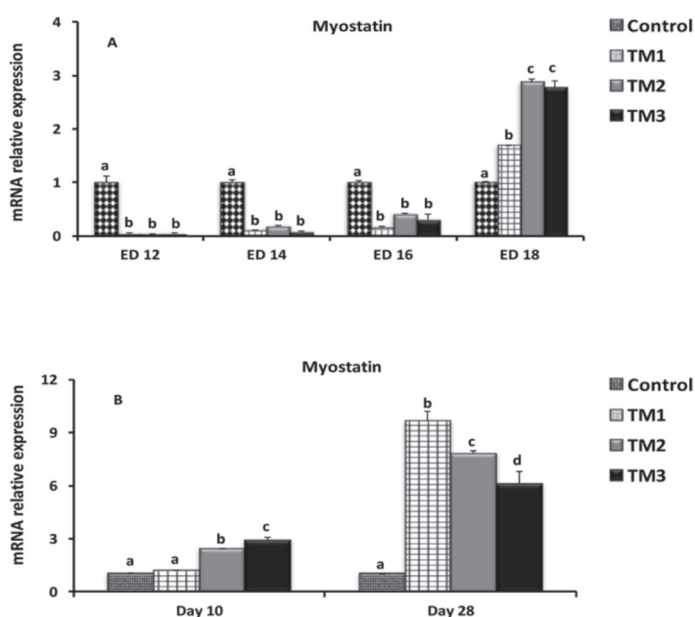 Myostatin
A
mRNA relative expression
4
3
2
1
0
a
b
b
b
a
b
b
b
a
b
b
b
a
b
c
c
ED 12
ED 14
ED 16
ED 18
Control
TM1
TM2
TM3
Myostatin
B
mRNA relative expression
12
9
6
3
0
a
a
b
c
a
b
c
d
Day 10
Day 28
Control
TM1
TM2
TM3